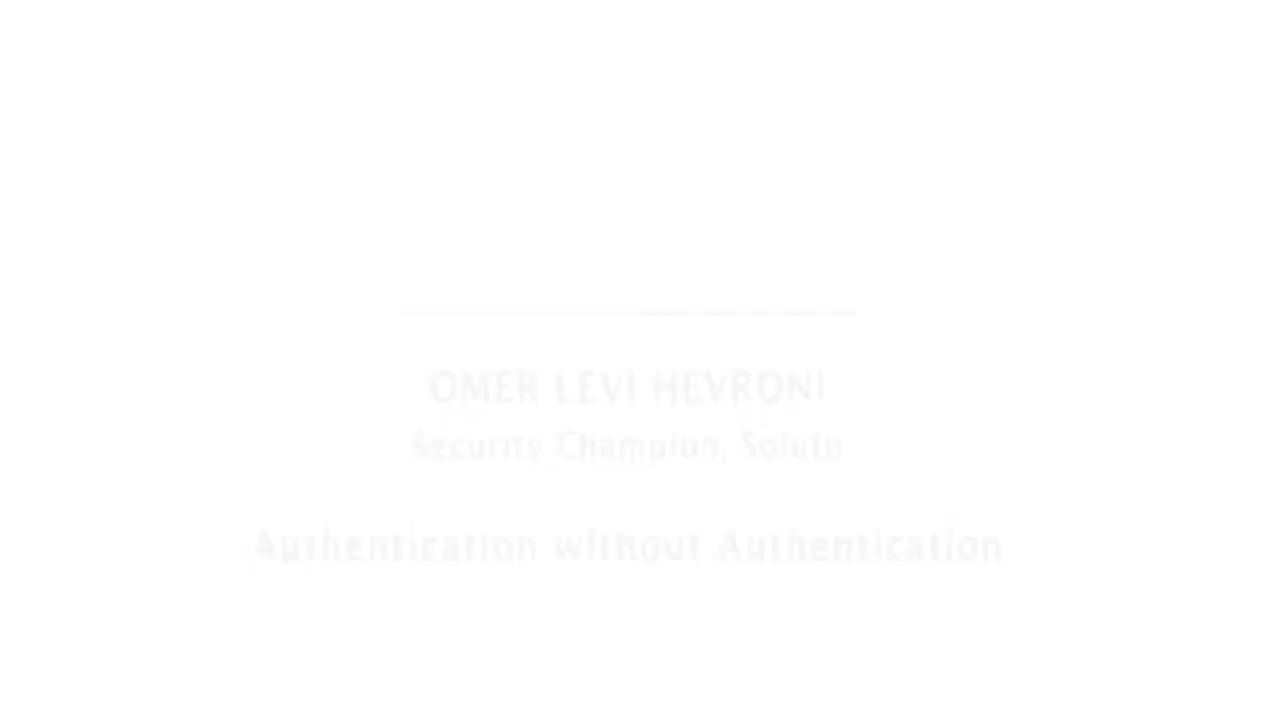 OMER LEVI HEVRONI
Security Champion, Soluto
Authentication without Authentication